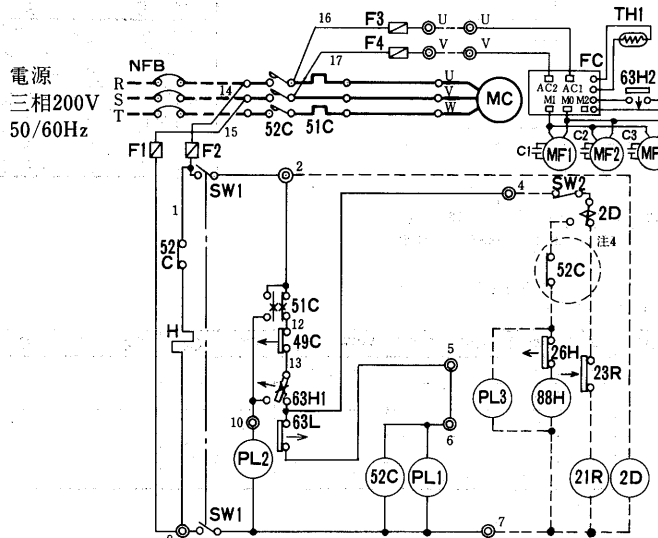 16 F3 U U TH1
17 F4 V V FC
63H2
NFB
電源
三相200V
50/60Hz
R
S
T
14
15
52C 51C
U
V
W
MC
AC2 AC1
M1 M0 M2
C1 C2 C3
MF1 MF2 MF
F1 F2
SW1
2
4
SW2
2D
注4
1
52
C
52C
H
51C
12
49C
13
63H1
10
63L
5
6
26H
23R
PL3
88H
PL2
52C
PL1
21R
2D
SW1
7